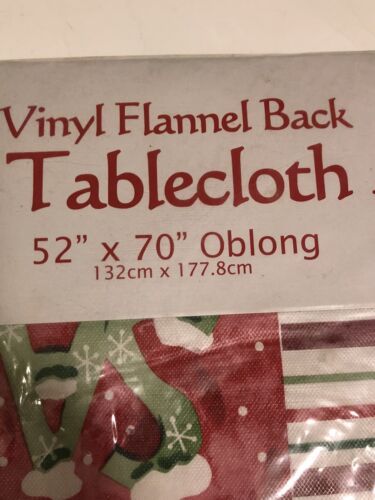 Vinyl Flannel Back
Tablecloth
52” x 70” Oblong
132cm x 177.8cm